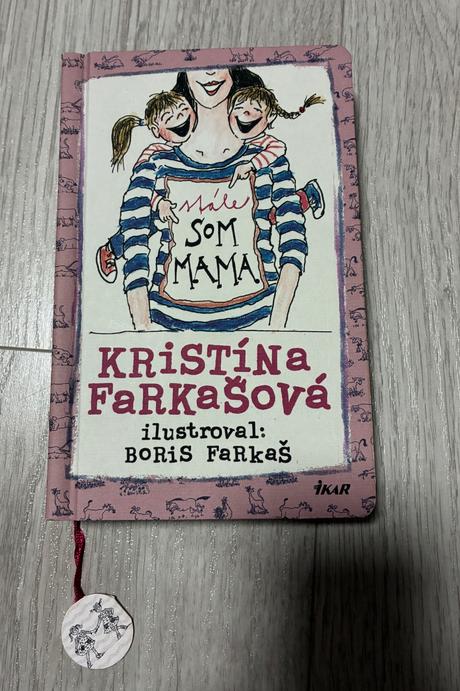 stále
SOM
MAMA
KRISTÍNA
FARKAŠOVÁ
ilustroval:
BORIS FARKAŠ
IKAR